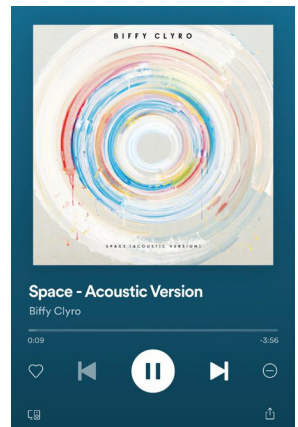 BIFFY CLYRO
SPACE (ACOUSTIC VERSION)
Space - Acoustic Version
Biffy Clyro
0:09 -3:56